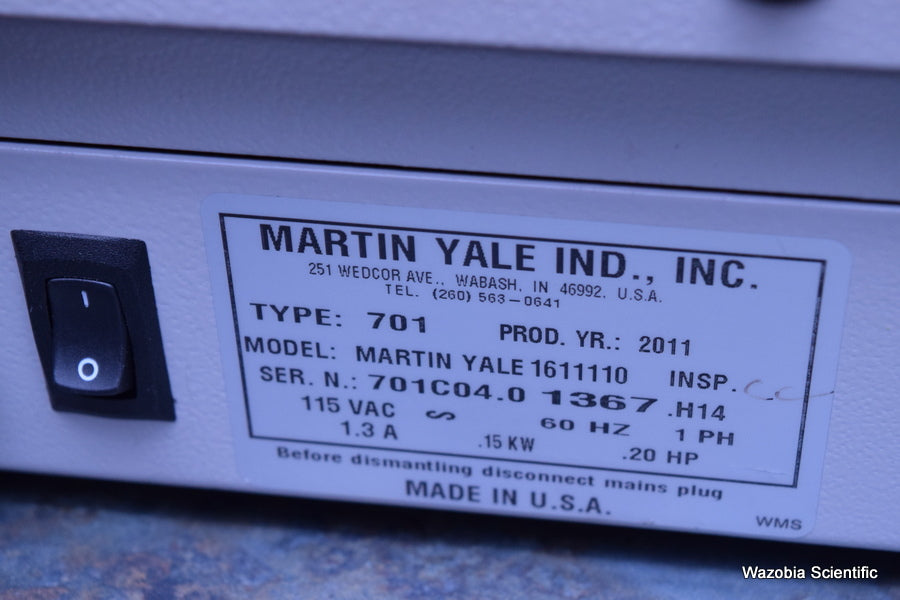 MARTIN YALE IND., INC.
251 WEDCOR AVE., WABASH, IN 46992, U.S.A.
TEL. (260) 563-0641
TYPE: 701 PROD. YR.: 2011
MODEL: MARTIN YALE 1611110 INSP. CC
SER. N.: 701C04.0 1367 .H14
115 VAC ∽ 60 HZ 1 PH
1.3 A .15 KW .20 HP
Before dismantling disconnect mains plug
MADE IN U.S.A.
WMS
I
O
Wazobia Scientific